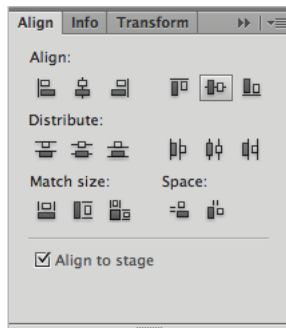 Align Info Transform
Align:
Distribute:
Match size: Space:
Align to stage